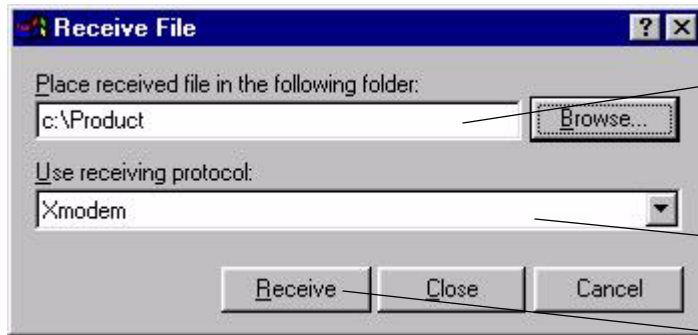 Receive File
Place received file in the following folder:
c:\Product
Browse...
Use receiving protocol:
Xmodem
Receive Close Cancel